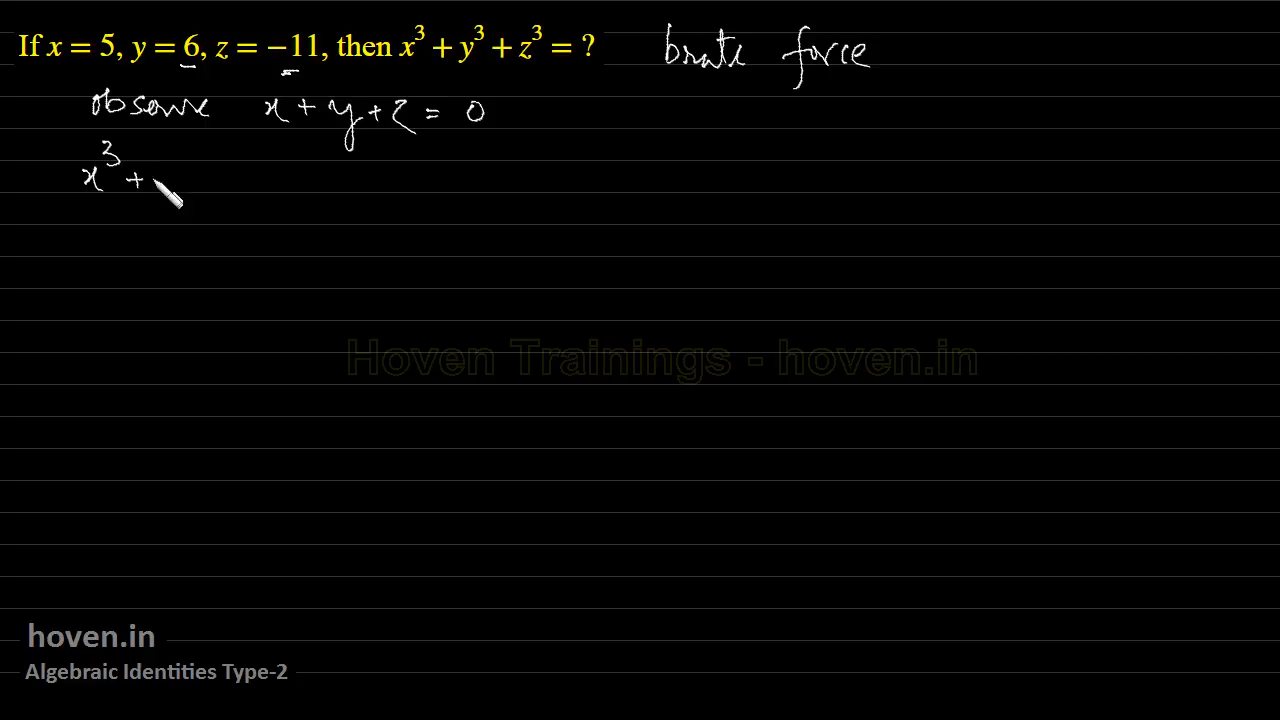 If x = 5, y = 6, z = −11, then x³ + y³ + z³ = ? brute force
observe x + y + z = 0
x³ +
Hoven Trainings - hoven.in
hoven.in
Algebraic Identities Type-2